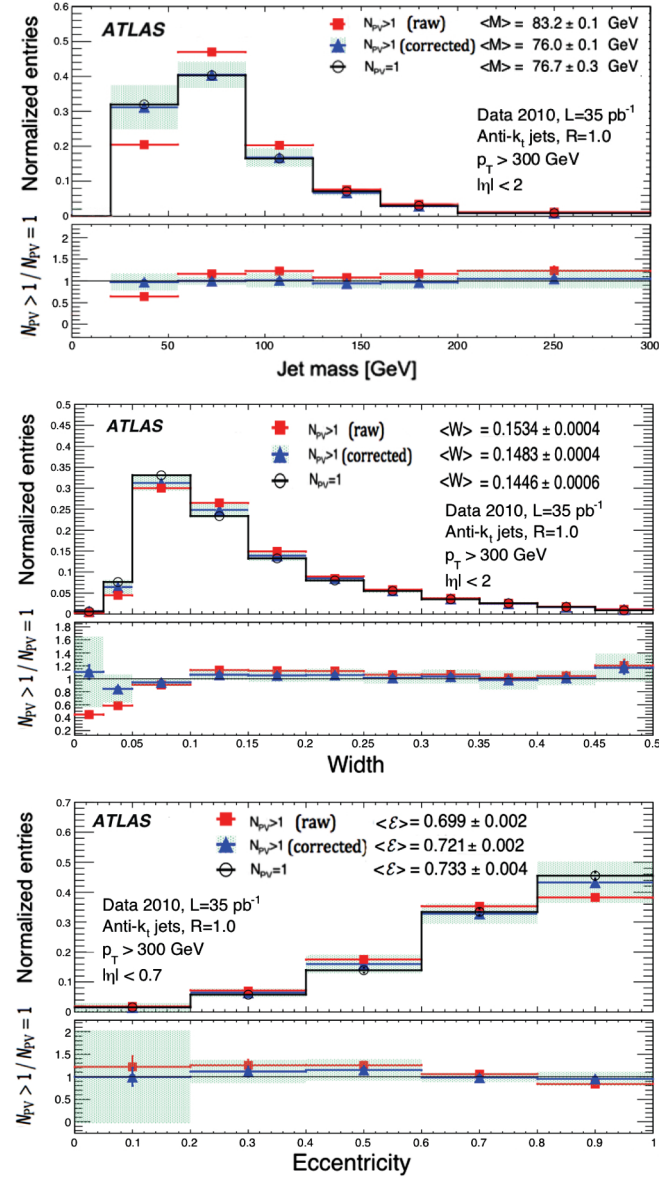 ATLAS
N_PV>1 (raw) <M> = 83.2 ± 0.1 GeV
N_PV>1 (corrected) <M> = 76.0 ± 0.1 GeV
N_PV=1 <M> = 76.7 ± 0.3 GeV
Data 2010, L=35 pb⁻¹
Anti-k_t jets, R=1.0
p_T > 300 GeV
|η| < 2
Normalized entries
0.6
0.5
0.4
0.3
0.2
0.1
0
N_PV > 1 / N_PV = 1
2
1.5
1
0.5
0
0 50 100 150 200 250 300
Jet mass [GeV]
ATLAS
N_PV>1 (raw) <W> = 0.1534 ± 0.0004
N_PV>1 (corrected) <W> = 0.1483 ± 0.0004
N_PV=1 <W> = 0.1446 ± 0.0006
Data 2010, L=35 pb⁻¹
Anti-k_t jets, R=1.0
p_T > 300 GeV
|η| < 2
Normalized entries
0.5
0.45
0.4
0.35
0.3
0.25
0.2
0.15
0.1
0.05
0
N_PV > 1 / N_PV = 1
1.8
1.6
1.4
1.2
1.0
0.8
0.6
0.4
0.2
0 0.05 0.1 0.15 0.2 0.25 0.3 0.35 0.4 0.45 0.5
Width
ATLAS
N_PV>1 (raw) <ℰ> = 0.699 ± 0.002
N_PV>1 (corrected) <ℰ> = 0.721 ± 0.002
N_PV=1 <ℰ> = 0.733 ± 0.004
Data 2010, L=35 pb⁻¹
Anti-k_t jets, R=1.0
p_T > 300 GeV
|η| < 0.7
Normalized entries
0.7
0.6
0.5
0.4
0.3
0.2
0.1
0
N_PV > 1 / N_PV = 1
2
1.5
1
0.5
0
0 0.1 0.2 0.3 0.4 0.5 0.6 0.7 0.8 0.9 1
Eccentricity